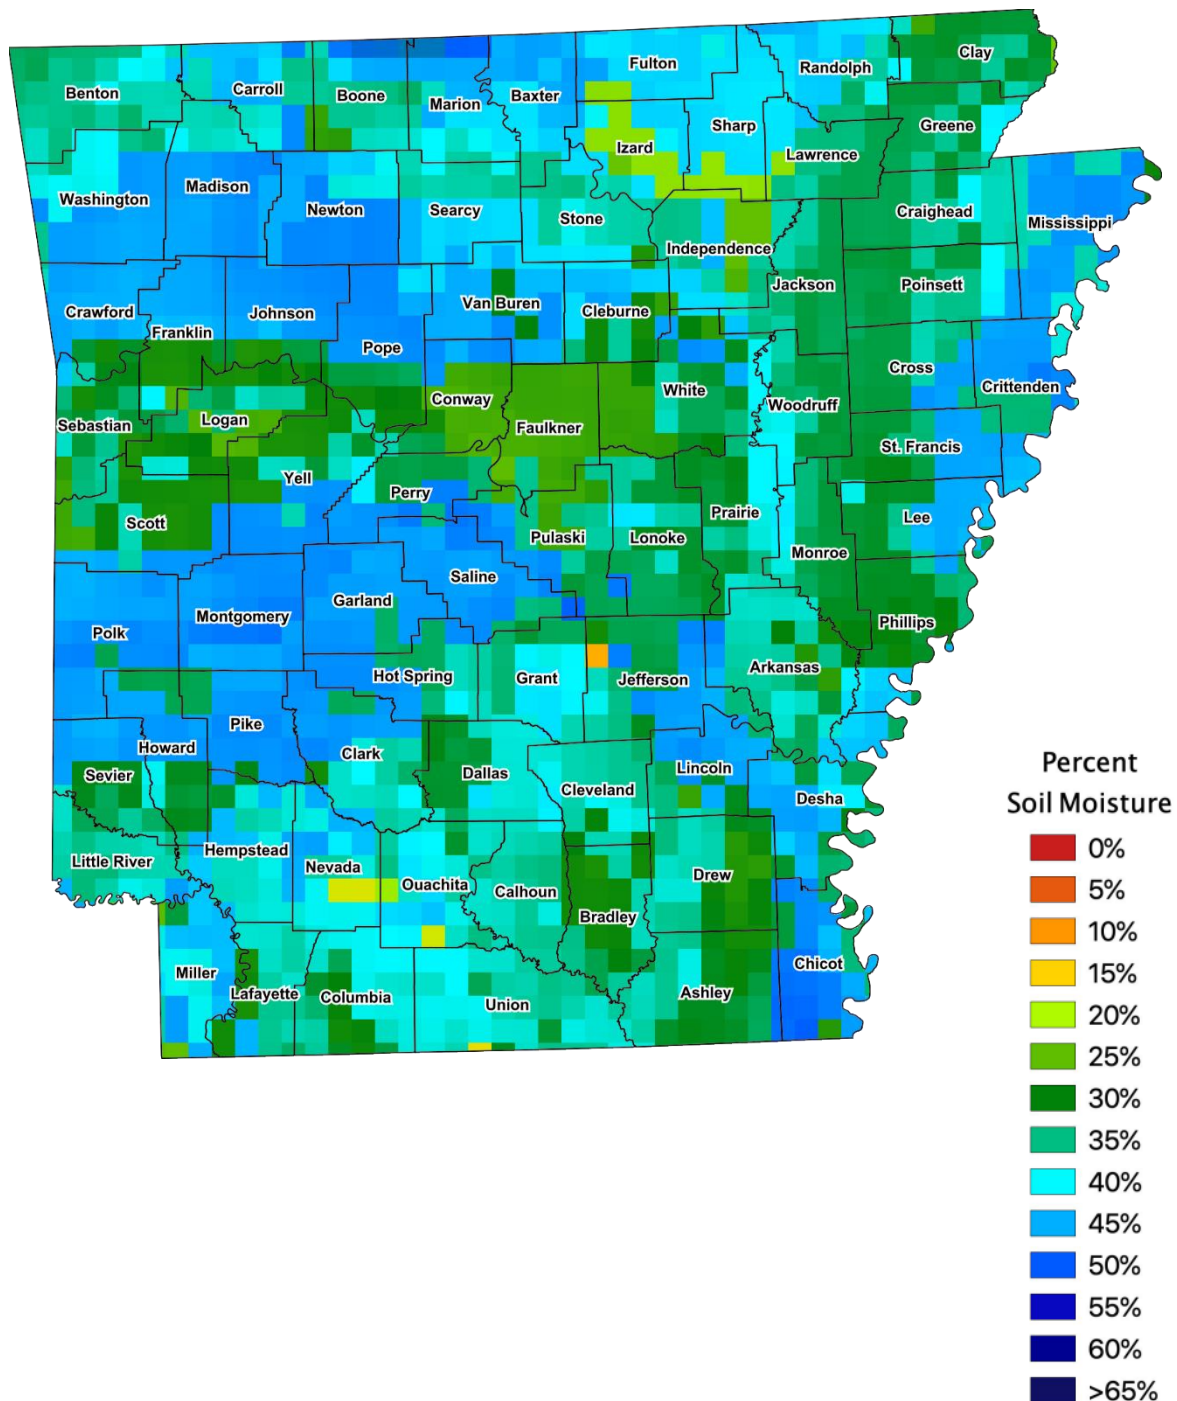 Clay
Fulton
Randolph
Benton
Carroll
Boone
Marion
Baxter
Sharp
Greene
Izard
Lawrence
Washington
Madison
Newton
Searcy
Stone
Craighead
Mississippi
Independence
Jackson
Poinsett
Crawford
Franklin
Johnson
Van Buren
Cleburne
Pope
Cross
Crittenden
White
Conway
Woodruff
Sebastian
Logan
Faulkner
St. Francis
Yell
Perry
Scott
Prairie
Lee
Pulaski
Lonoke
Monroe
Saline
Garland
Montgomery
Polk
Phillips
Hot Spring
Grant
Jefferson
Arkansas
Pike
Howard
Clark
Sevier
Dallas
Lincoln
Cleveland
Desha
Little River
Hempstead
Nevada
Ouachita
Calhoun
Drew
Bradley
Miller
Lafayette
Columbia
Union
Ashley
Chicot
Percent
Soil Moisture
0%
5%
10%
15%
20%
25%
30%
35%
40%
45%
50%
55%
60%
>65%